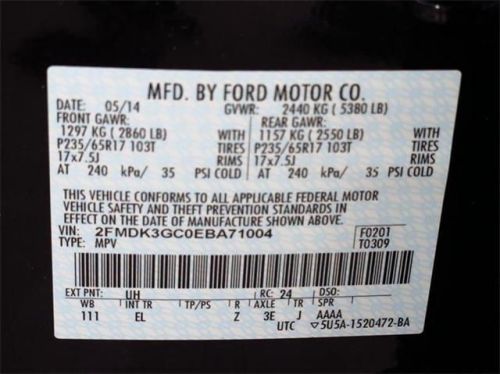 MFD. BY FORD MOTOR CO.
DATE: 05/14 GVWR: 2440 KG ( 5380 LB)
FRONT GAWR: REAR GAWR:
1297 KG ( 2860 LB) WITH 1157 KG ( 2550 LB) WITH
P235/65R17 103T TIRES P235/65R17 103T TIRES
17x7.5J RIMS 17x7.5J RIMS
AT 240 kPa/ 35 PSI COLD AT 240 kPa/ 35 PSI COLD
THIS VEHICLE CONFORMS TO ALL APPLICABLE FEDERAL MOTOR
VEHICLE SAFETY AND THEFT PREVENTION STANDARDS IN
EFFECT ON THE DATE OF MANUFACTURE SHOWN ABOVE.
VIN: 2FMDK3GC0EBA71004 F0201
TYPE: MPV T0309
EXT PNT: UH RC: 24 DSO:
WB INT TR TP/PS R AXLE TR SPR
111 EL Z 3E J AAAA
UTC ▽5U5A-1520472-BA